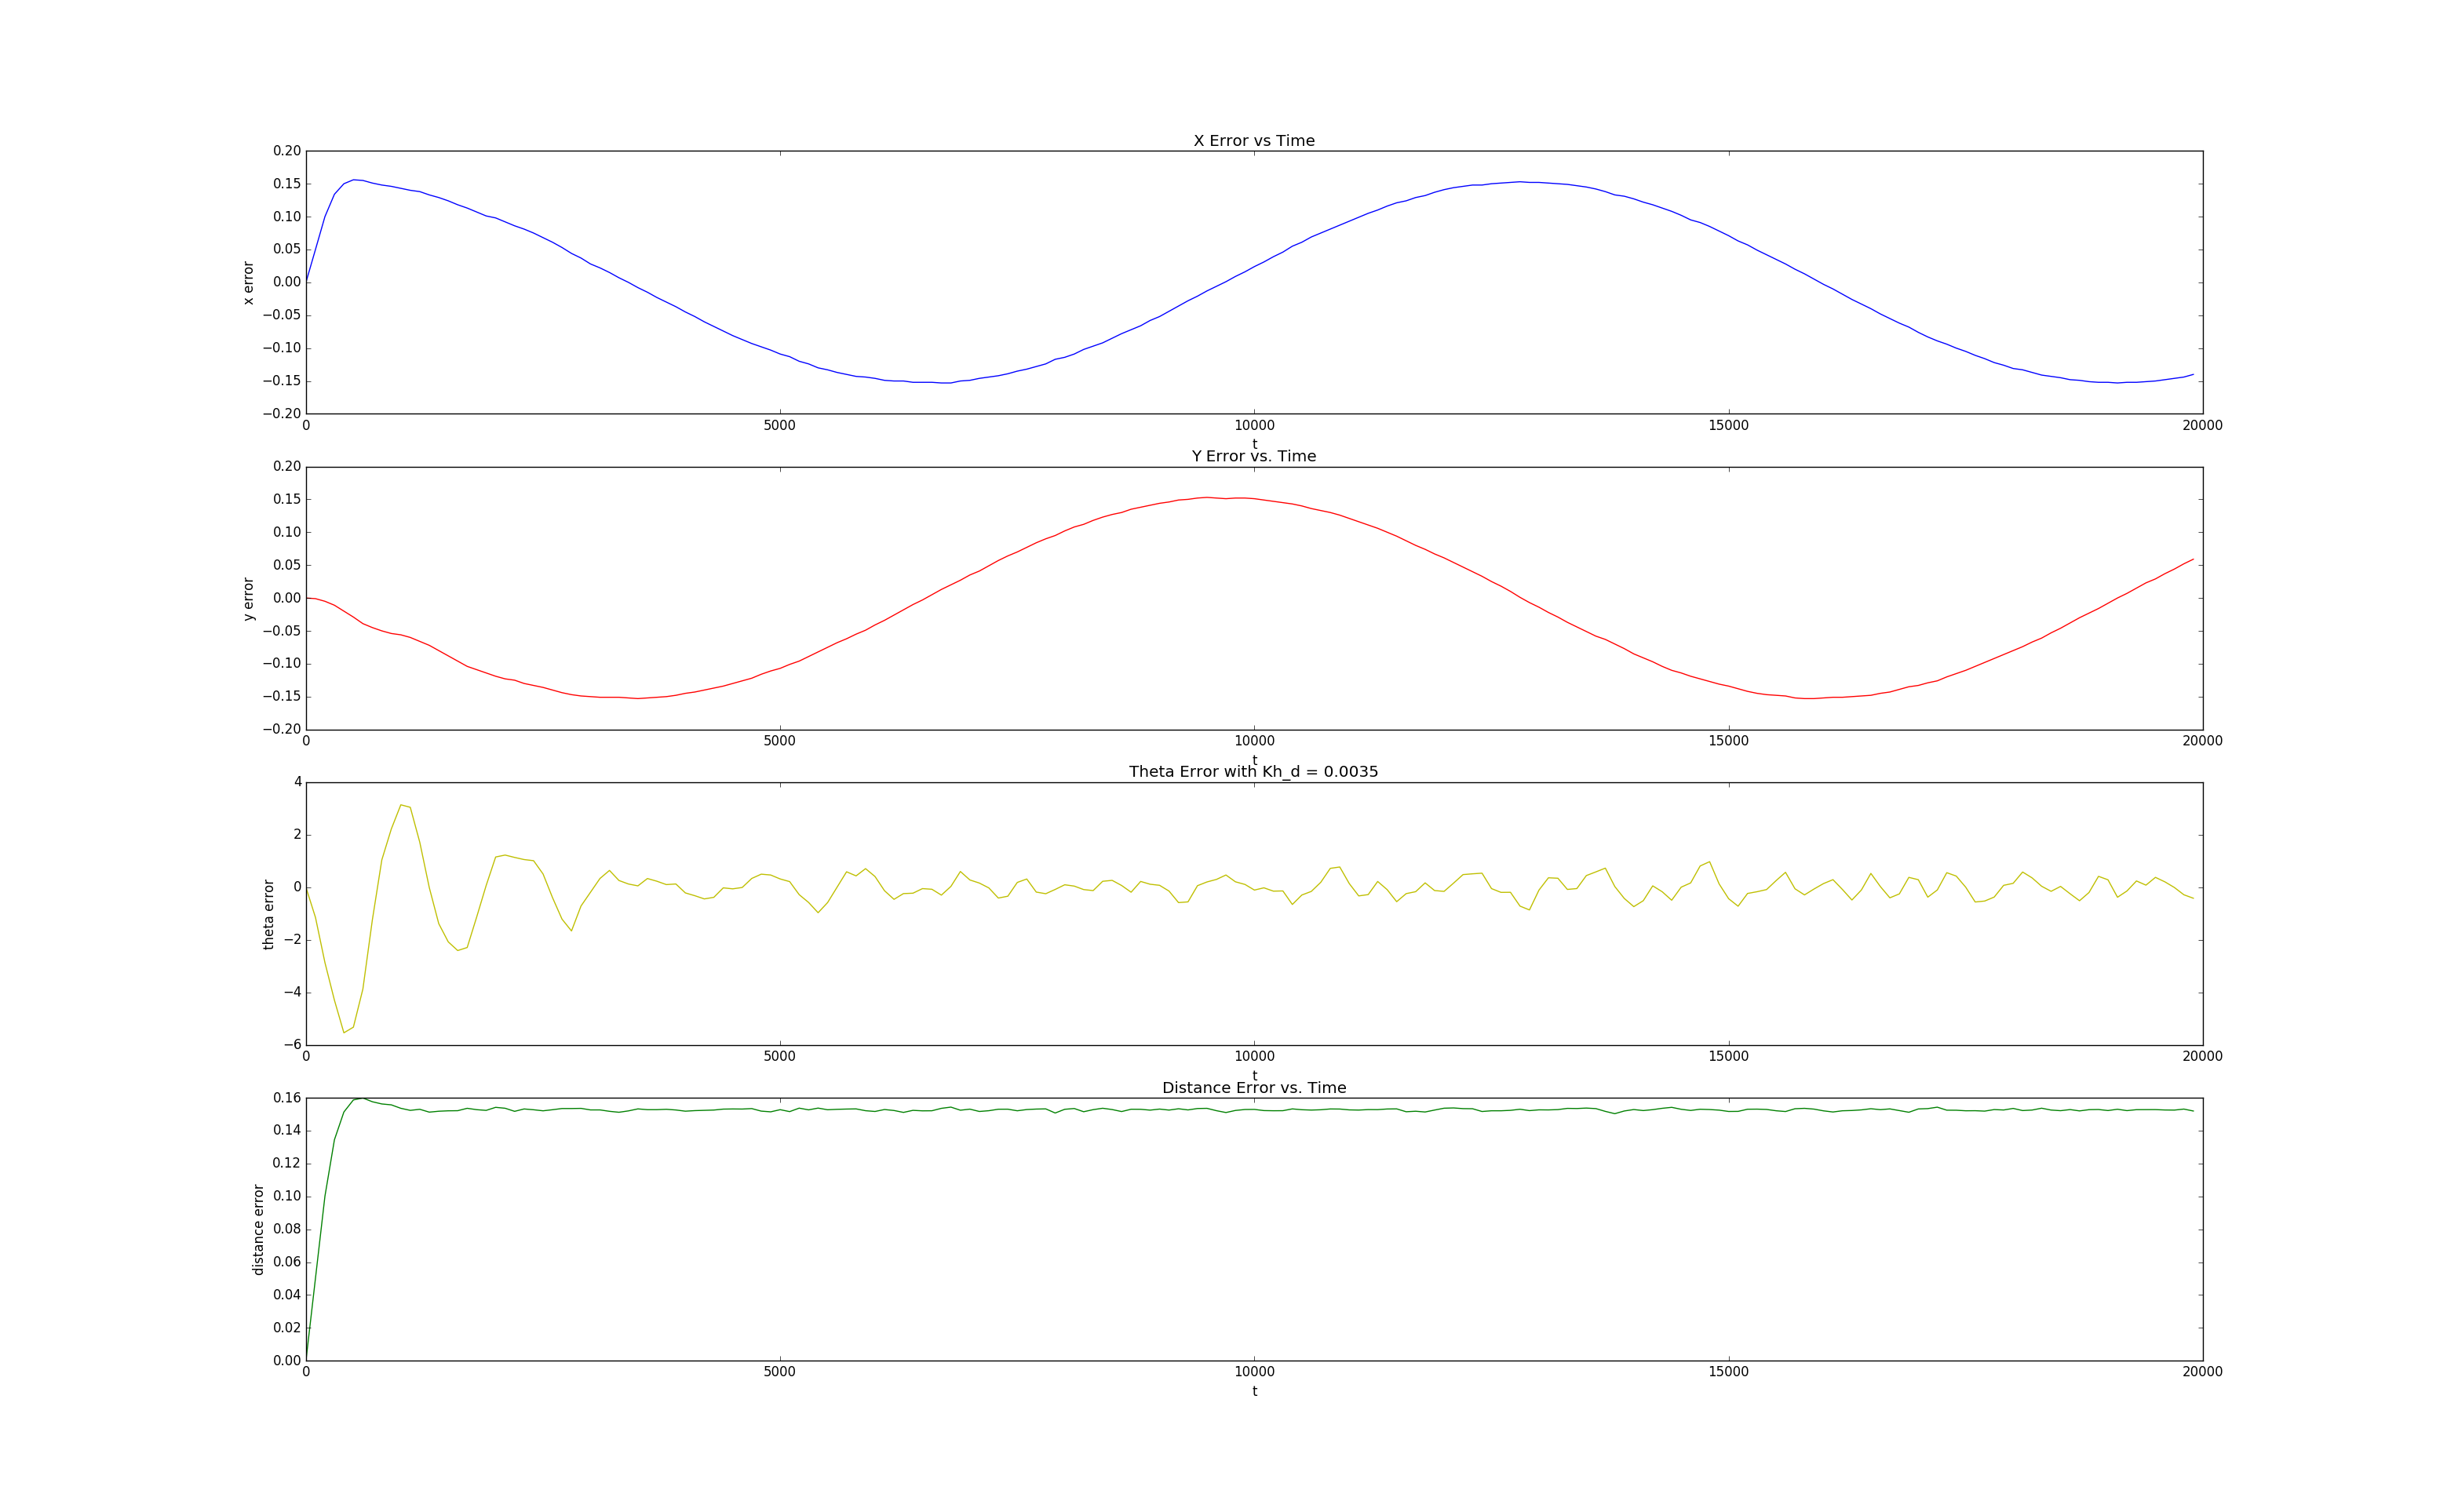 X Error vs Time
0.20
0.15
0.10
0.05
0.00
−0.05
−0.10
−0.15
−0.20
x error
0 5000 10000 15000 20000
t
Y Error vs. Time
0.20
0.15
0.10
0.05
0.00
−0.05
−0.10
−0.15
−0.20
y error
0 5000 10000 15000 20000
t
Theta Error with Kh_d = 0.0035
4
2
0
−2
−4
−6
theta error
0 5000 10000 15000 20000
t
Distance Error vs. Time
0.16
0.14
0.12
0.10
0.08
0.06
0.04
0.02
0.00
distance error
0 5000 10000 15000 20000
t